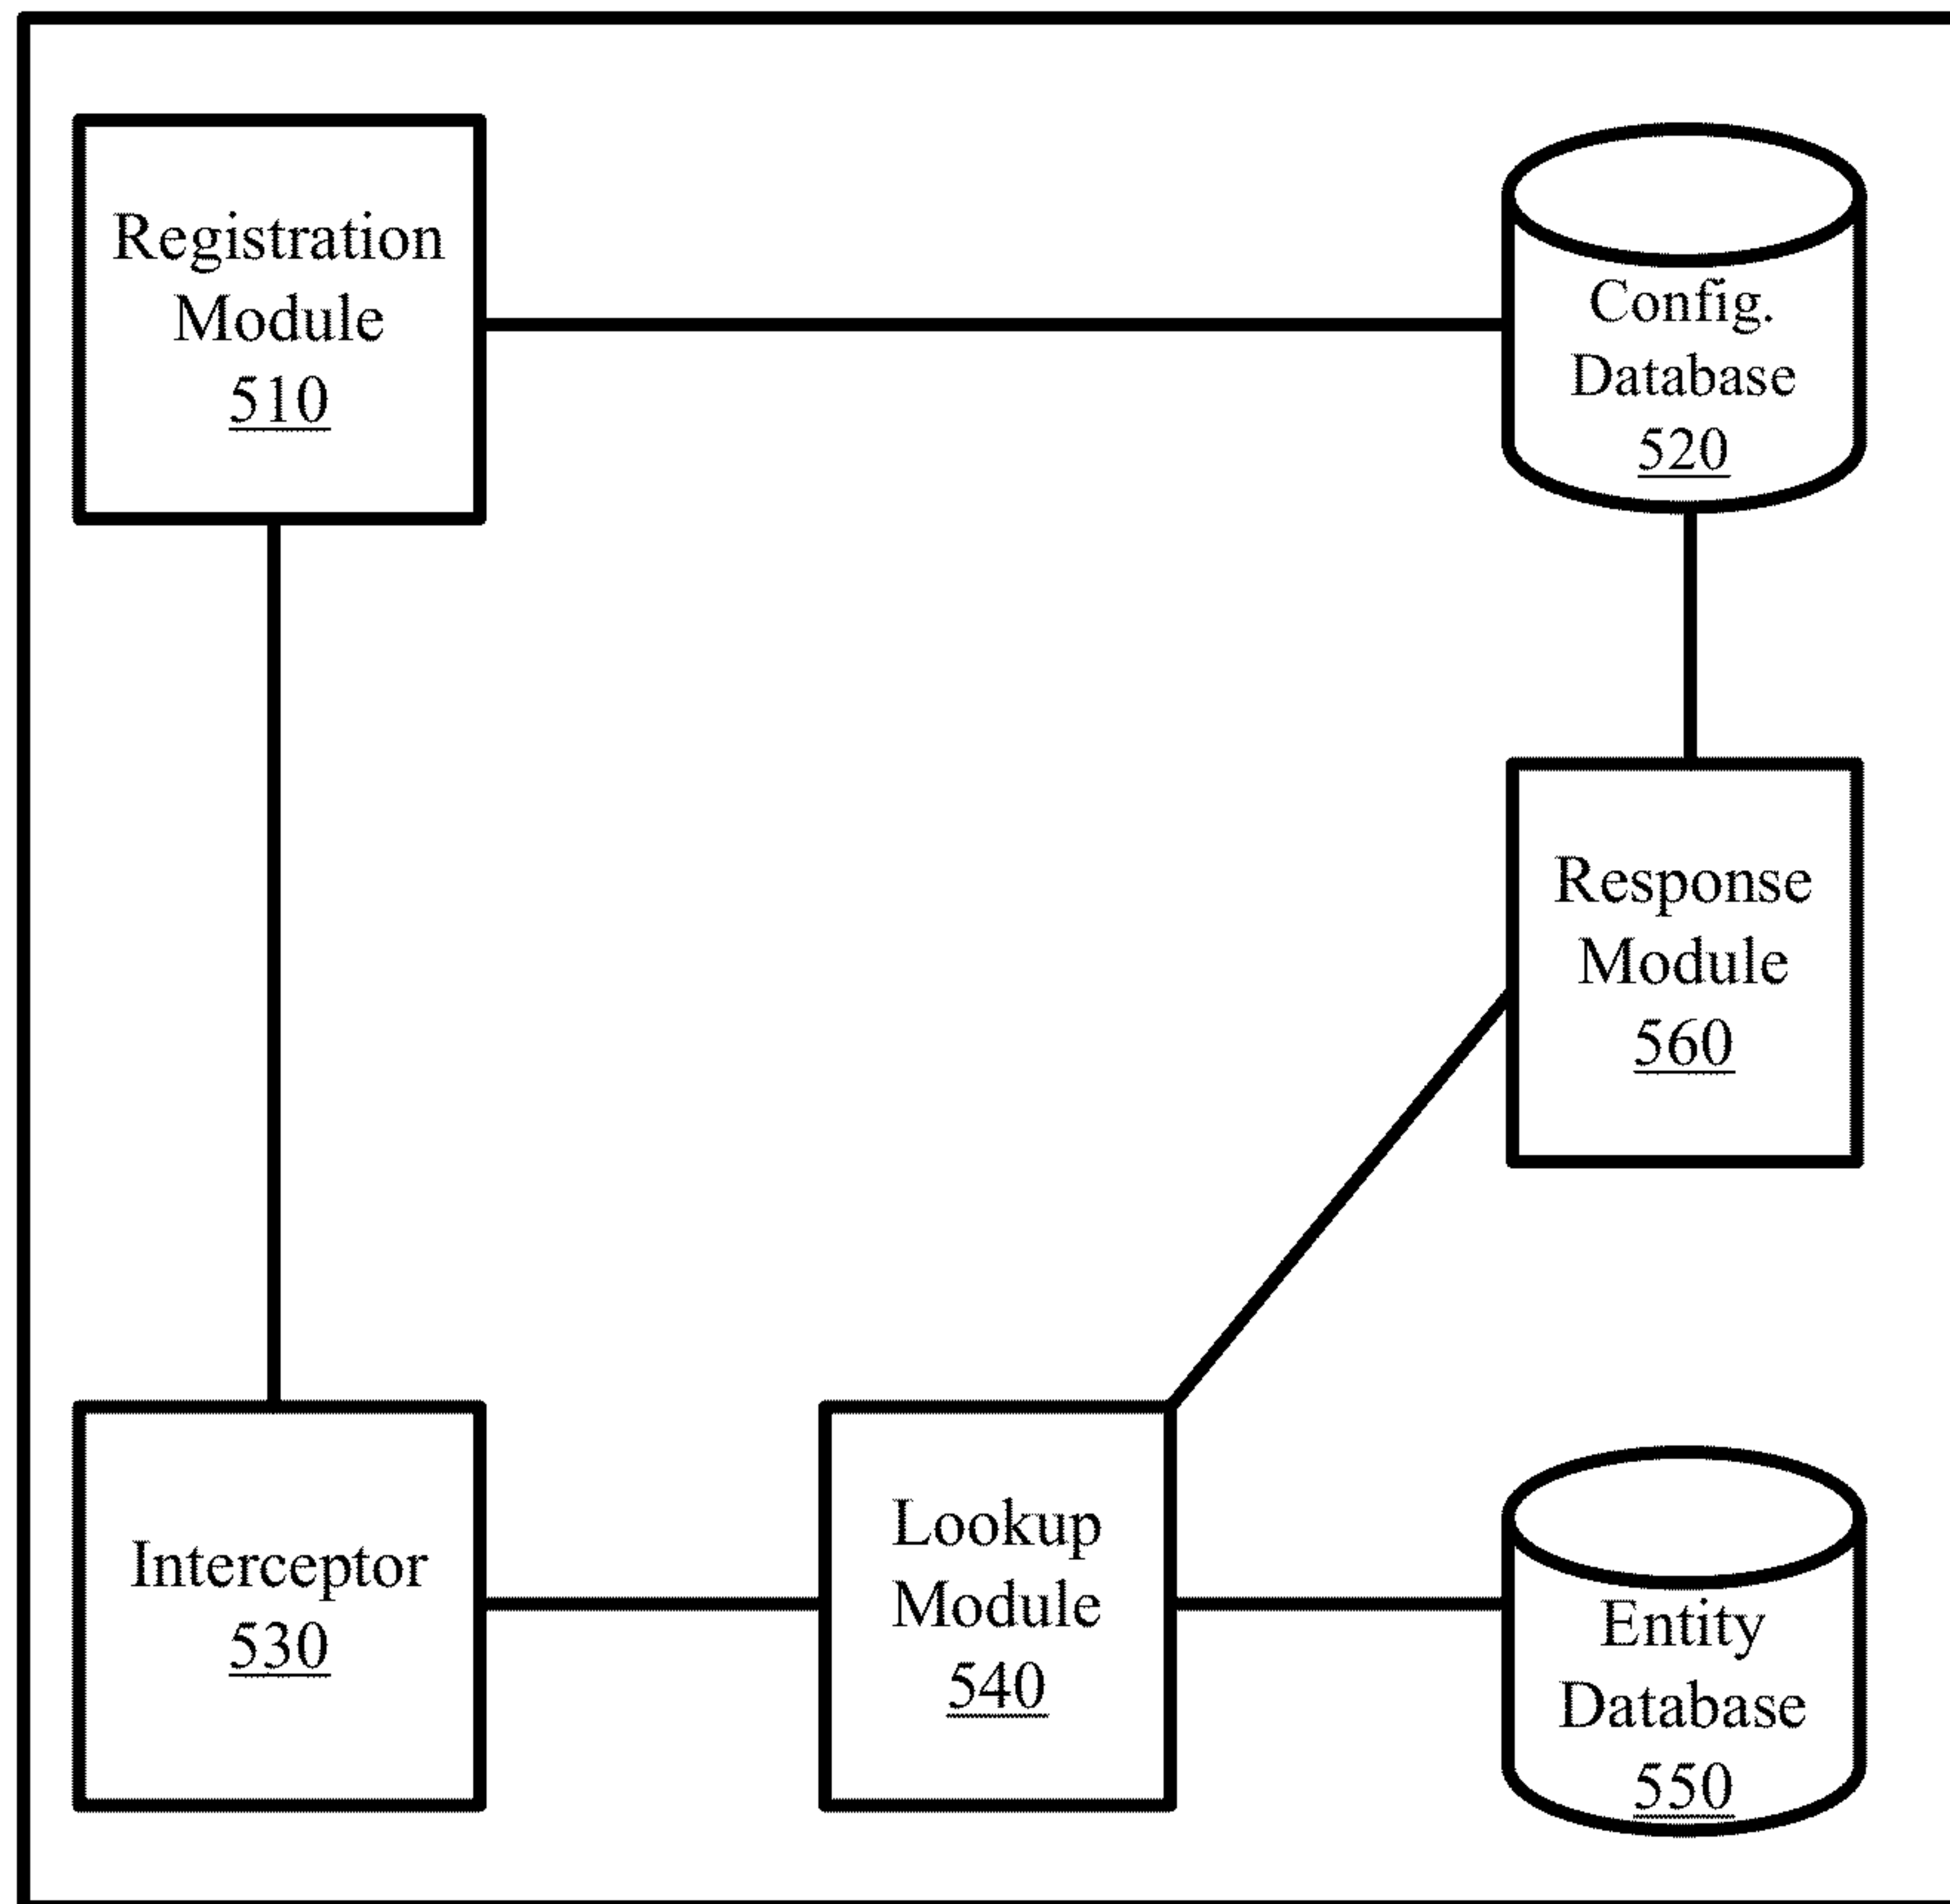 Registration
Module
510
Config.
Database
520
Response
Module
560
Interceptor
530
Lookup
Module
540
Entity
Database
550